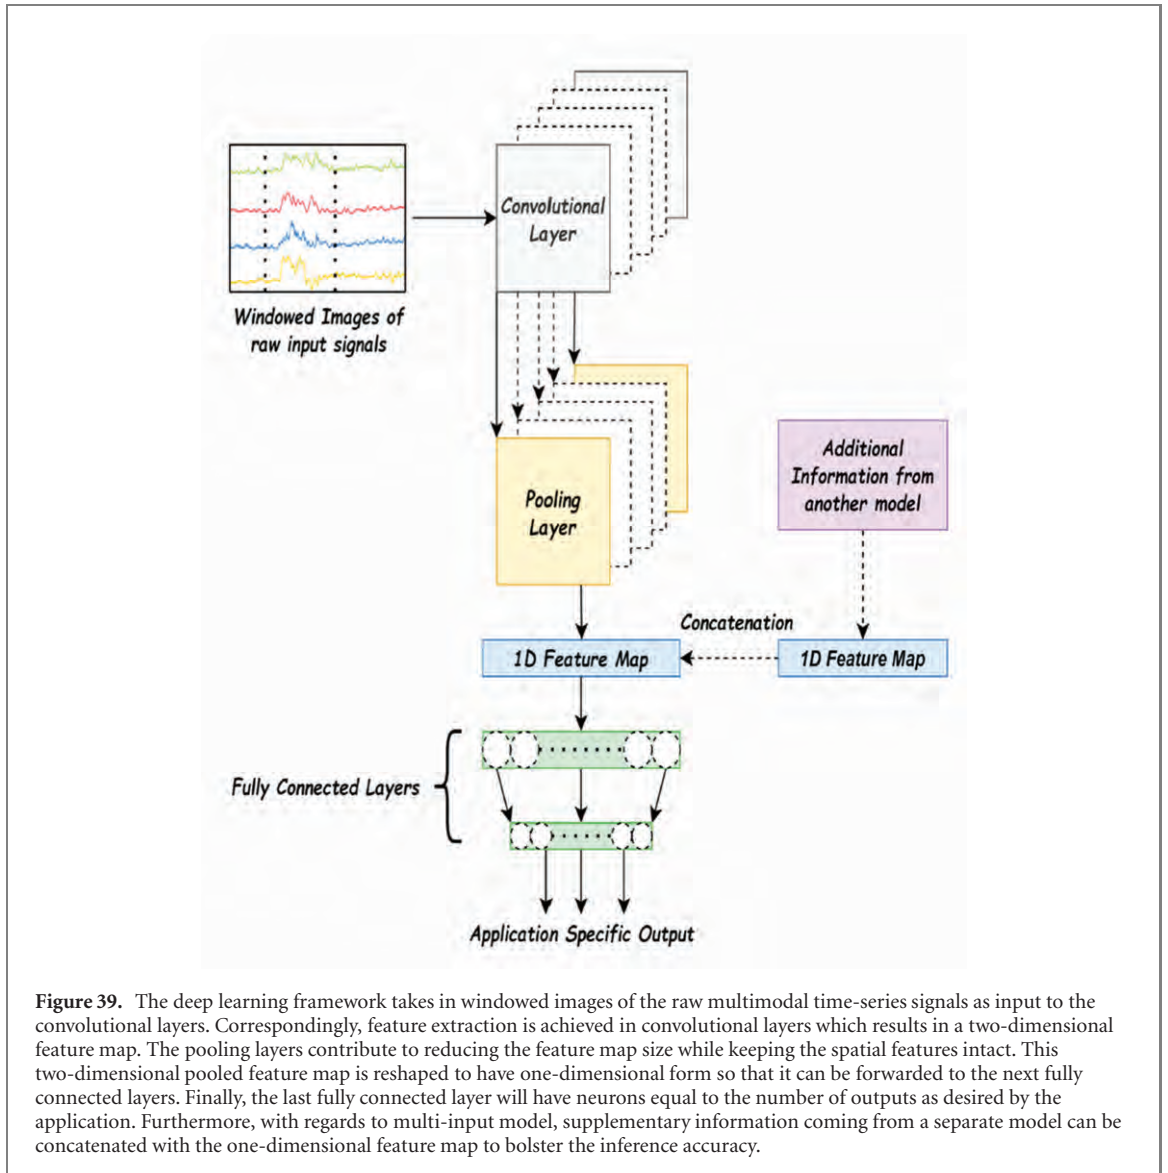 Convolutional
Layer
Windowed Images of
raw input signals
Additional
Information from
another model
Pooling
Layer
Concatenation
1D Feature Map
1D Feature Map
Fully Connected Layers
Application Specific Output
Figure 39. The deep learning framework takes in windowed images of the raw multimodal time-series signals as input to the
convolutional layers. Correspondingly, feature extraction is achieved in convolutional layers which results in a two-dimensional
feature map. The pooling layers contribute to reducing the feature map size while keeping the spatial features intact. This
two-dimensional pooled feature map is reshaped to have one-dimensional form so that it can be forwarded to the next fully
connected layers. Finally, the last fully connected layer will have neurons equal to the number of outputs as desired by the
application. Furthermore, with regards to multi-input model, supplementary information coming from a separate model can be
concatenated with the one-dimensional feature map to bolster the inference accuracy.